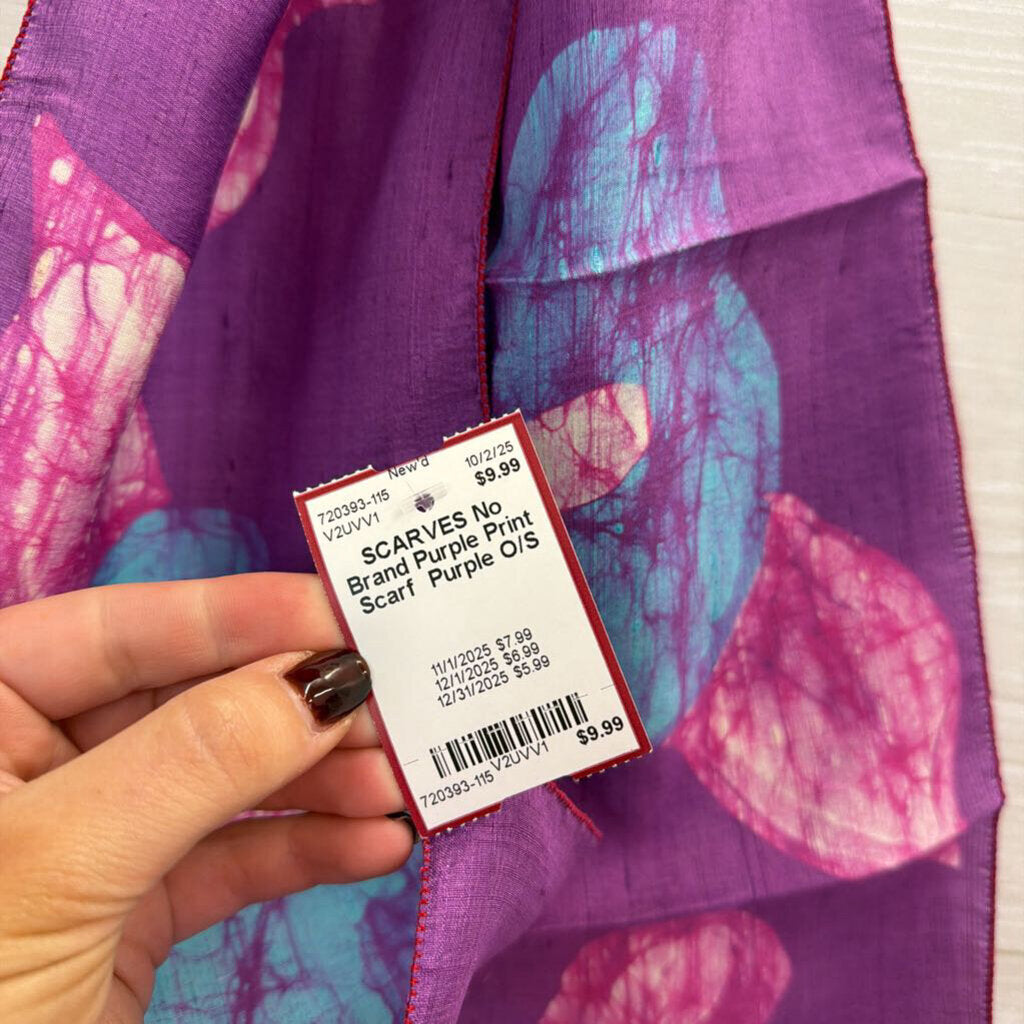 New'd 10/2/25
720393-115 $9.99
V2UVV1
SCARVES No
Brand Purple Print
Scarf Purple O/S
11/1/2025 $7.99
12/1/2025 $6.99
12/31/2025 $5.99
$9.99
720393-115 V2UVV1